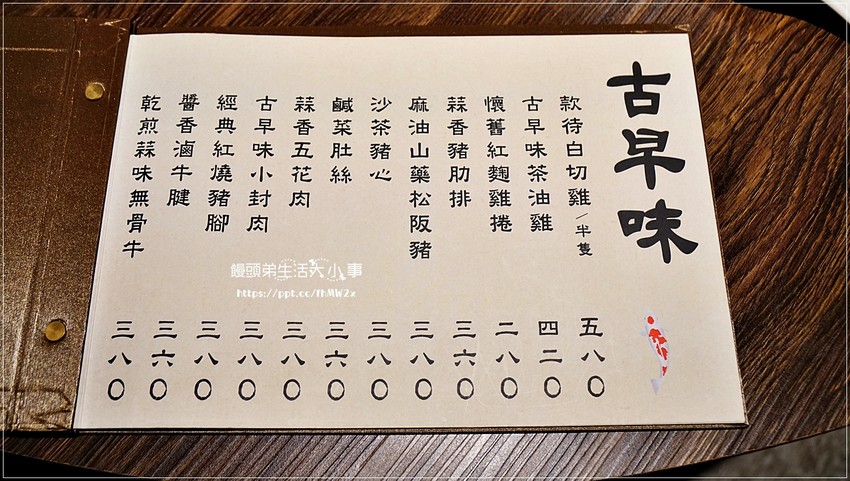 古早味
款待白切雞/半隻 五八〇
古早味茶油雞 四二〇
懷舊紅麴雞捲 二八〇
蒜香豬肋排 三六〇
麻油山藥松阪豬 三八〇
沙茶豬心 三八〇
鹹菜肚絲 三六〇
蒜香五花肉 三八〇
古早味小封肉 三八〇
經典紅燒豬腳 三八〇
醬香滷牛腱 三六〇
乾煎蒜味無骨牛 三八〇
饅頭弟生活大小事
https://ppt.cc/fhMW2x